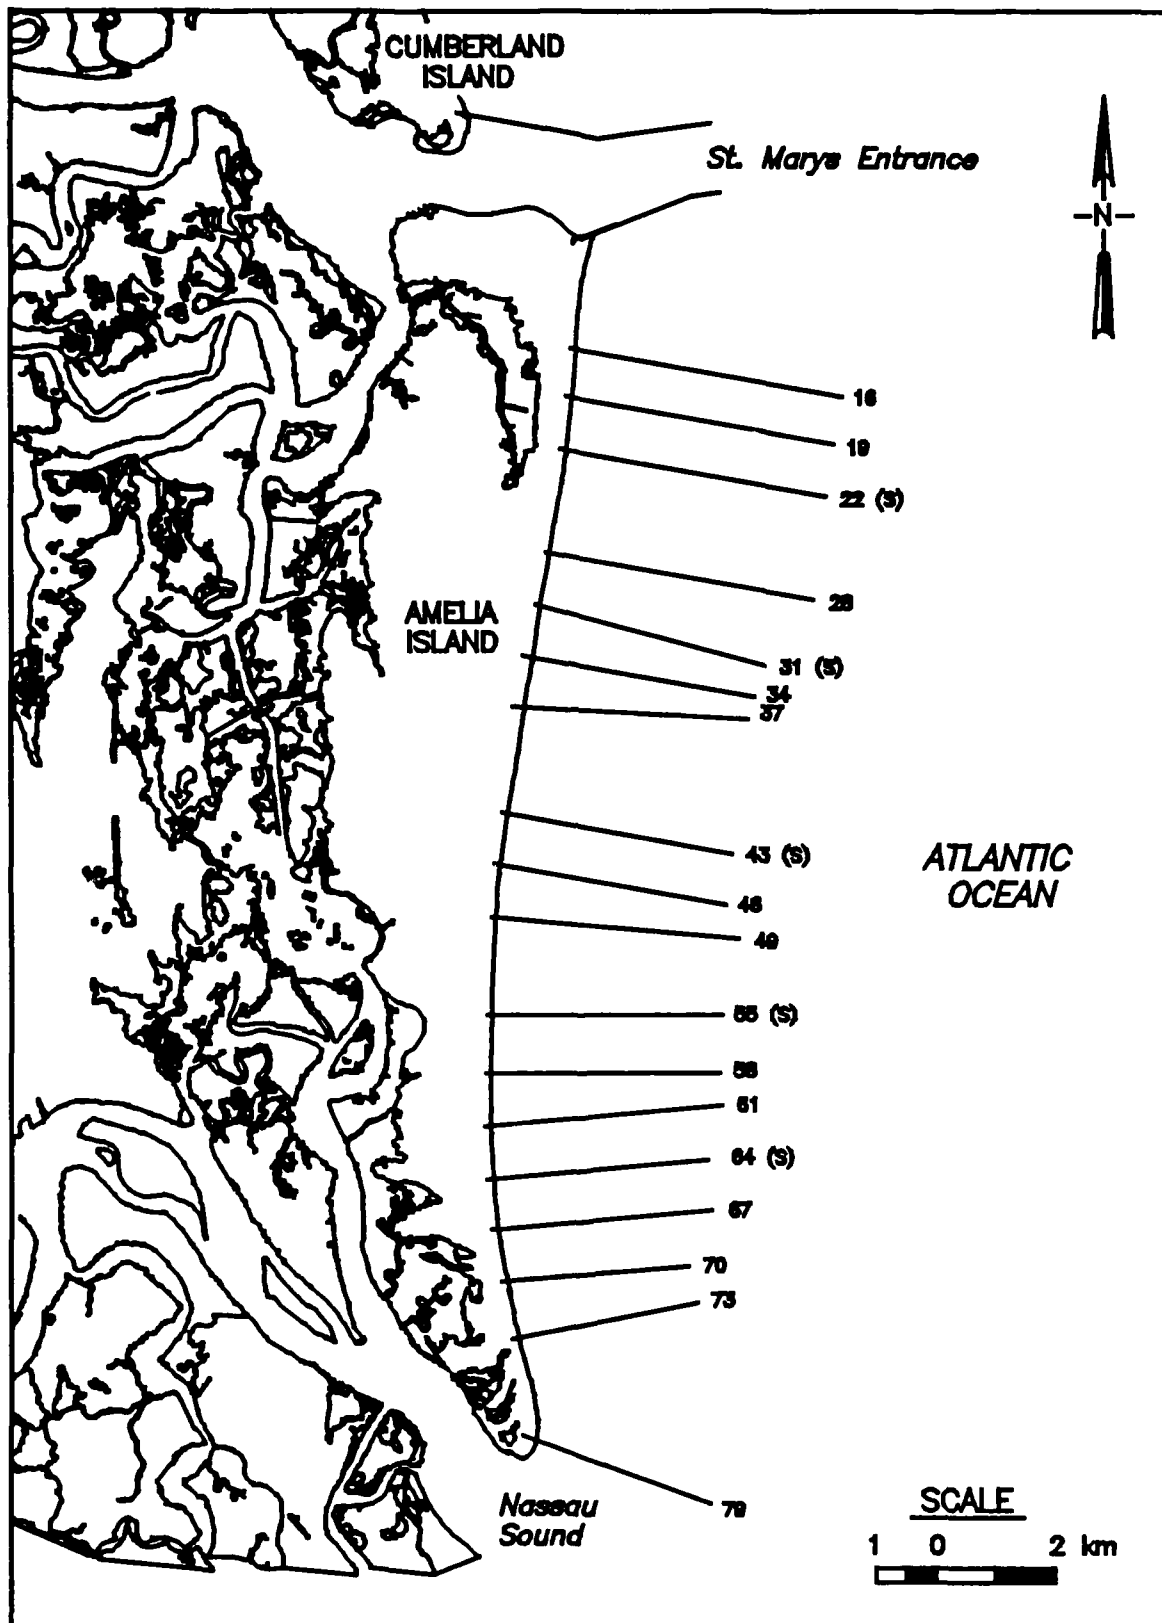 CUMBERLAND
ISLAND
St. Marys Entrance
N
16
19
22 (S)
28
AMELIA
ISLAND
31 (S)
34
37
43 (S)
46
49
ATLANTIC
OCEAN
55 (S)
58
61
64 (S)
67
70
73
79
Nassau
Sound
SCALE
1 0 2 km